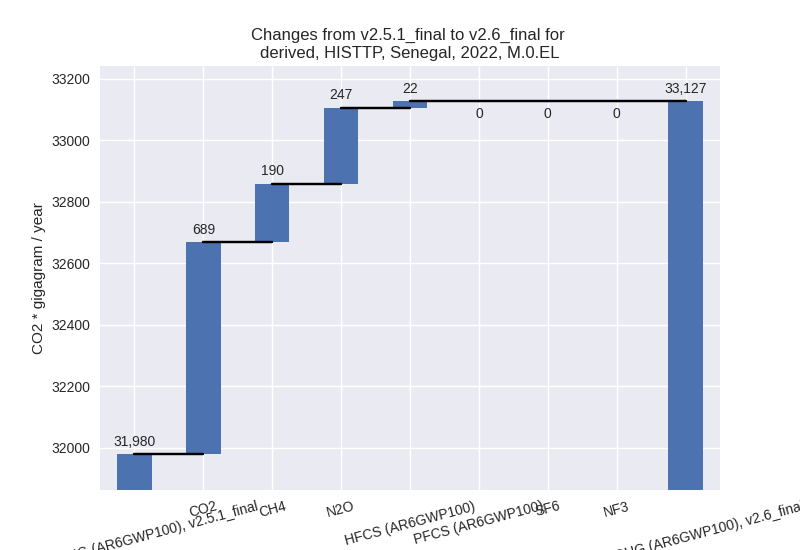 Changes from v2.5.1_final to v2.6_final for
derived, HISTTP, Senegal, 2022, M.0.EL
CO2 * gigagram / year
33200
33000
32800
32600
32400
32200
32000
31,980
689
190
247
22
0
0
0
33,127
(AR6GWP100), v2.5.1_final
CO2
CH4
N2O
HFCS (AR6GWP100)
PFCS (AR6GWP100)
SF6
NF3
(AR6GWP100), v2.6_final